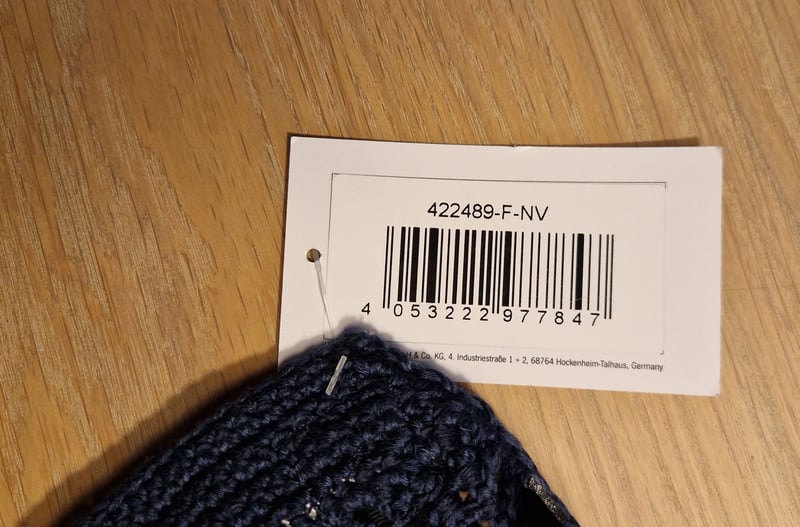 422489-F-NV
4 053222 977847
H & Co. KG, 4. Industriestraße 1 + 2, 68764 Hockenheim-Talhaus, Germany